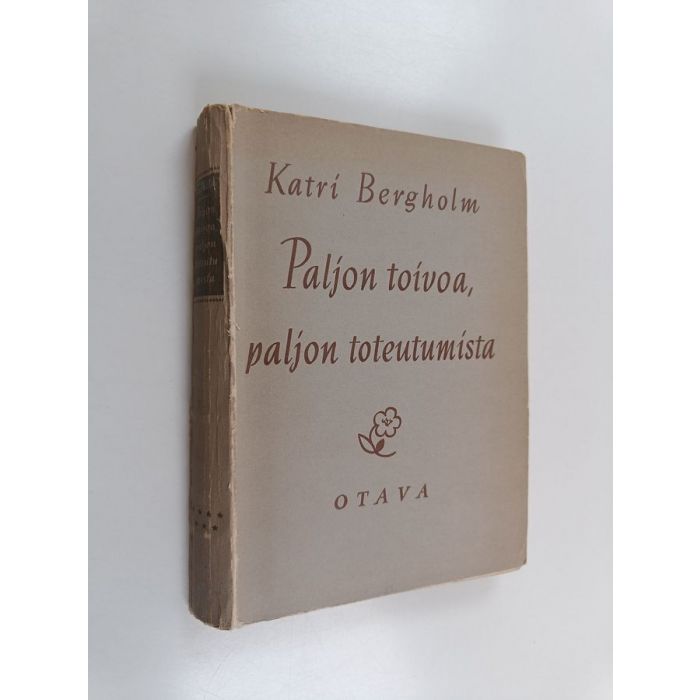 Katri Bergholm
Paljon toivoa,
paljon toteutumista
OTAVA